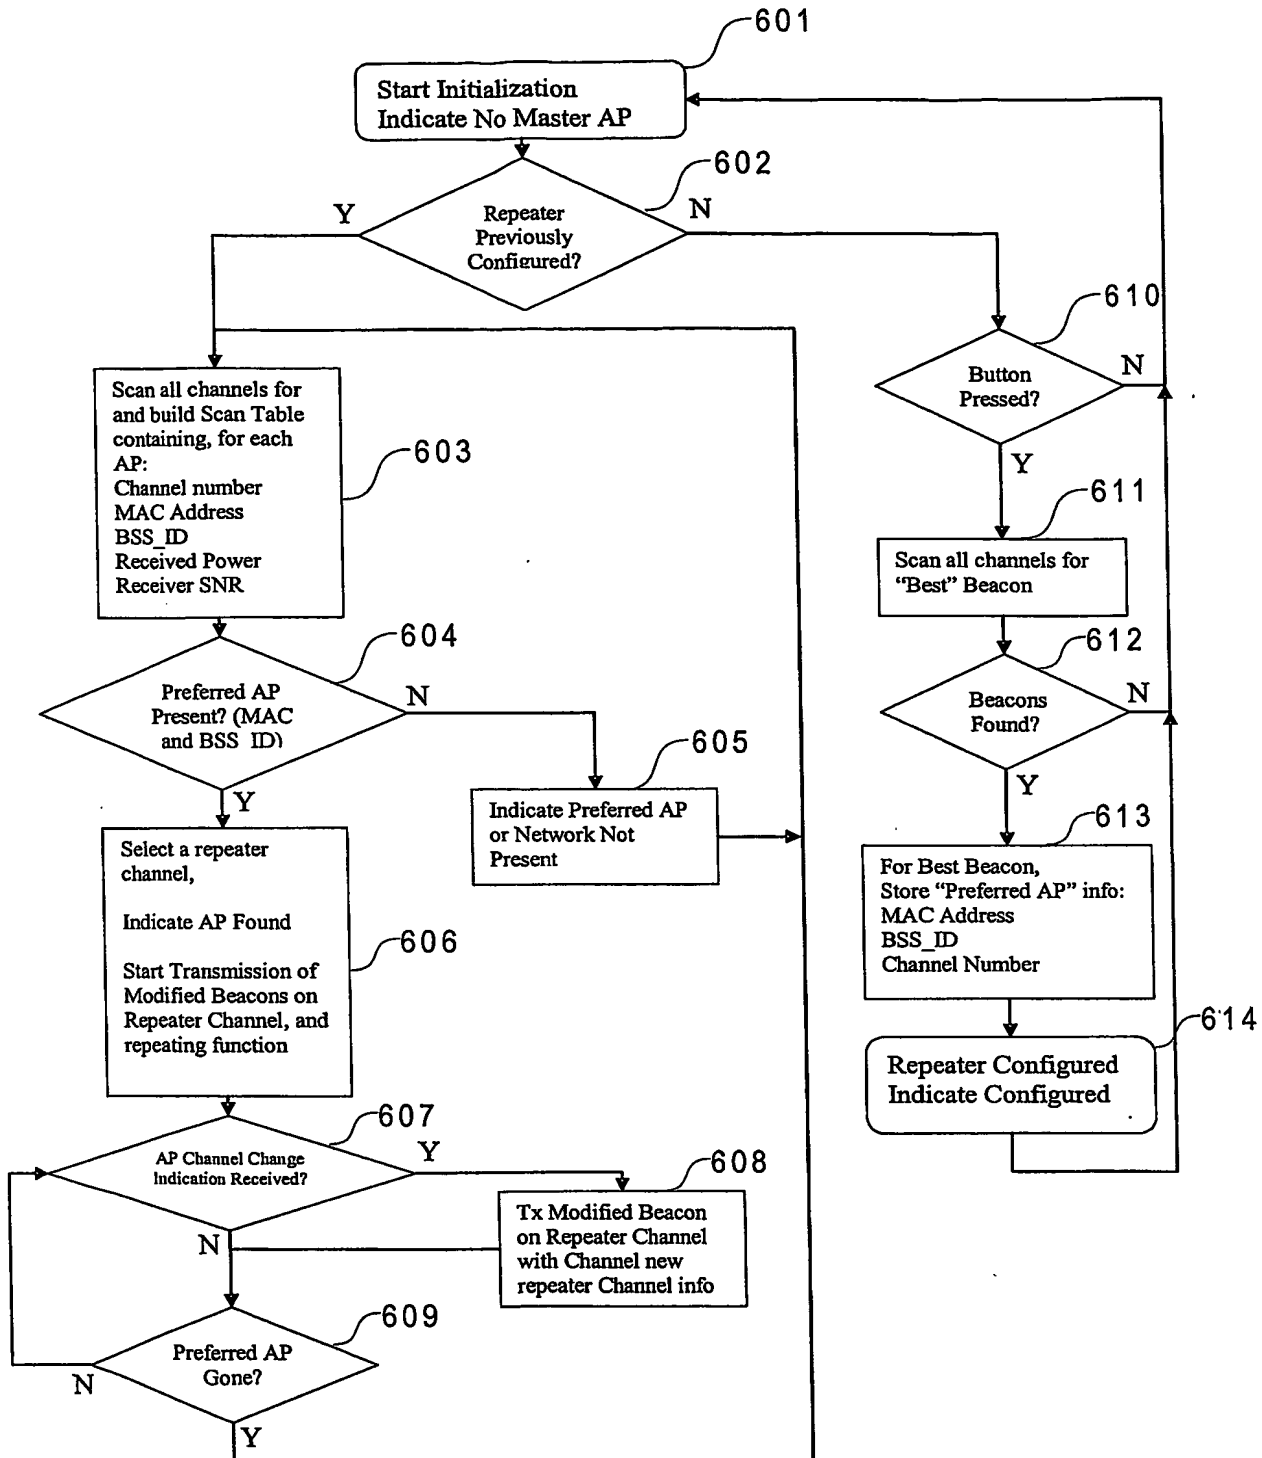 601
Start Initialization
Indicate No Master AP
602
Y
N
Repeater
Previously
Configured?
610
Button
Pressed?
N
Y
Scan all channels for
and build Scan Table
containing, for each
AP:
Channel number
MAC Address
BSS_ID
Received Power
Receiver SNR
603
611
Scan all channels for
“Best” Beacon
604
Preferred AP
Present? (MAC
and BSS_ID)
N
Y
612
Beacons
Found?
N
Y
605
Indicate Preferred AP
or Network Not
Present
Select a repeater
channel,
Indicate AP Found
Start Transmission of
Modified Beacons on
Repeater Channel, and
repeating function
606
613
For Best Beacon,
Store “Preferred AP” info:
MAC Address
BSS_ID
Channel Number
614
Repeater Configured
Indicate Configured
607
AP Channel Change
Indication Received?
Y
N
608
Tx Modified Beacon
on Repeater Channel
with Channel new
repeater Channel info
609
Preferred AP
Gone?
N
Y